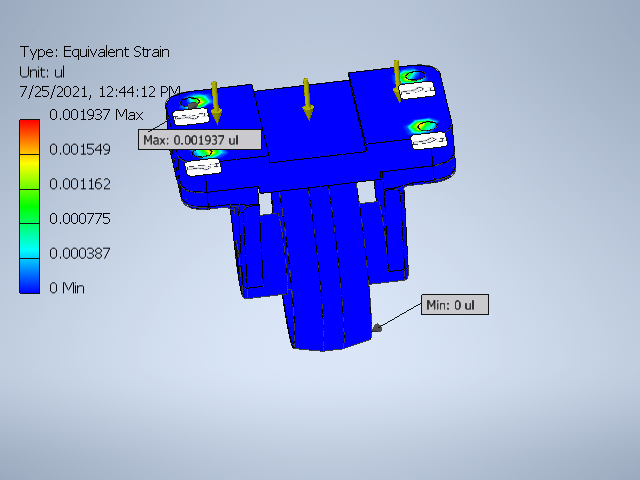 Type: Equivalent Strain
Unit: ul
7/25/2021, 12:44:12 PM
0.001937 Max
Max: 0.001937 ul
0.001549
0.001162
0.000775
0.000387
0 Min
Min: 0 ul